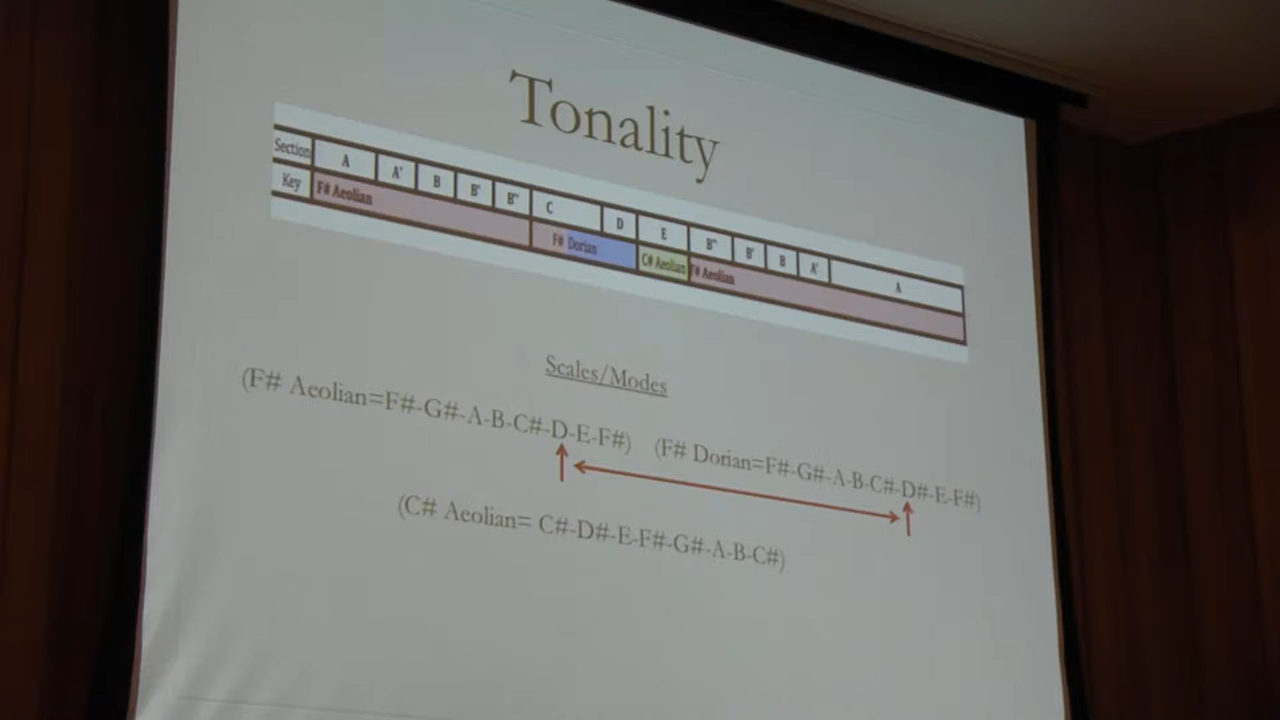 Tonality
Section A A' B B' B" C D E B" B' B A' A
Key F# Aeolian F# Dorian C# Aeolian F# Aeolian
Scales/Modes
(F# Aeolian=F#-G#-A-B-C#-D-E-F#) (F# Dorian=F#-G#-A-B-C#-D#-E-F#)
(C# Aeolian= C#-D#-E-F#-G#-A-B-C#)